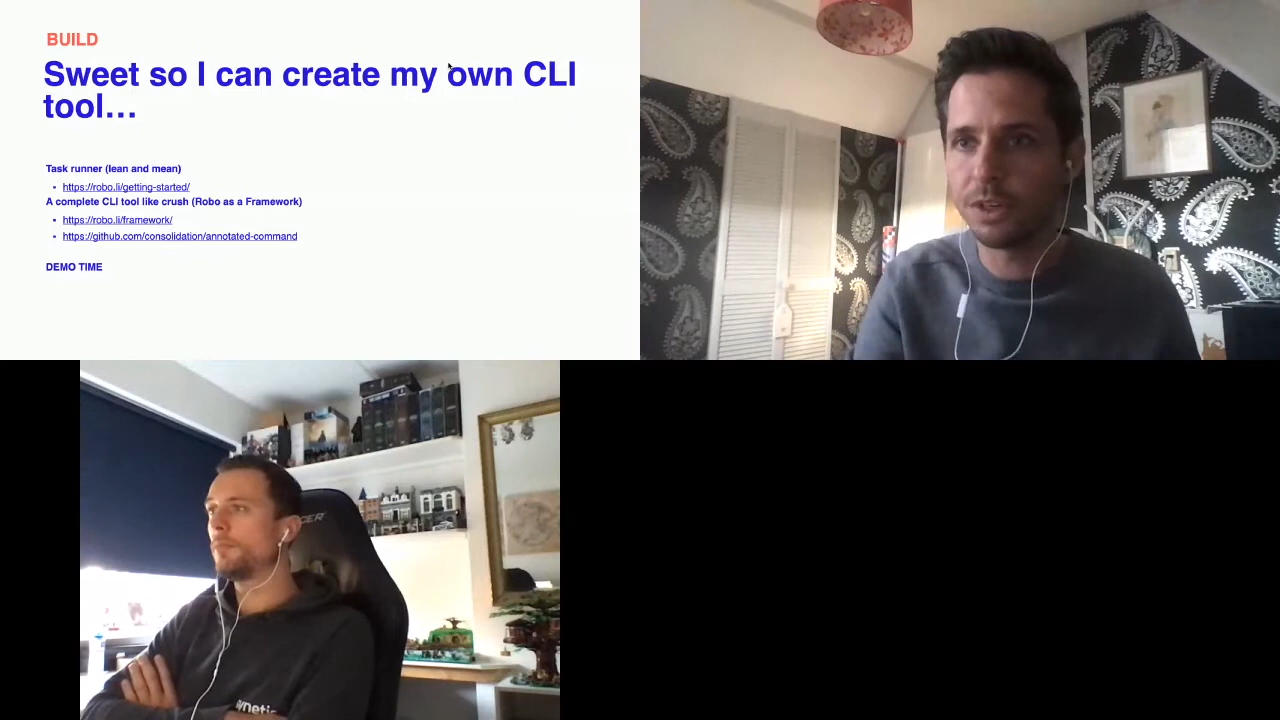 BUILD
Sweet so I can create my own CLI
tool…
Task runner (lean and mean)
https://robo.li/getting-started/
A complete CLI tool like crush (Robo as a Framework)
https://robo.li/framework/
https://github.com/consolidation/annotated-command
DEMO TIME